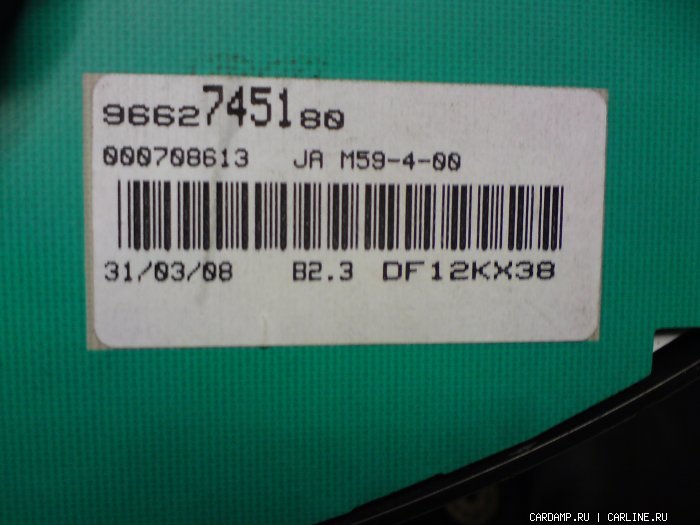 9662745180
000708613 JA M59-4-00
31/03/08 B2.3 DF12KX38
CARDAMP.RU | CARLINE.RU